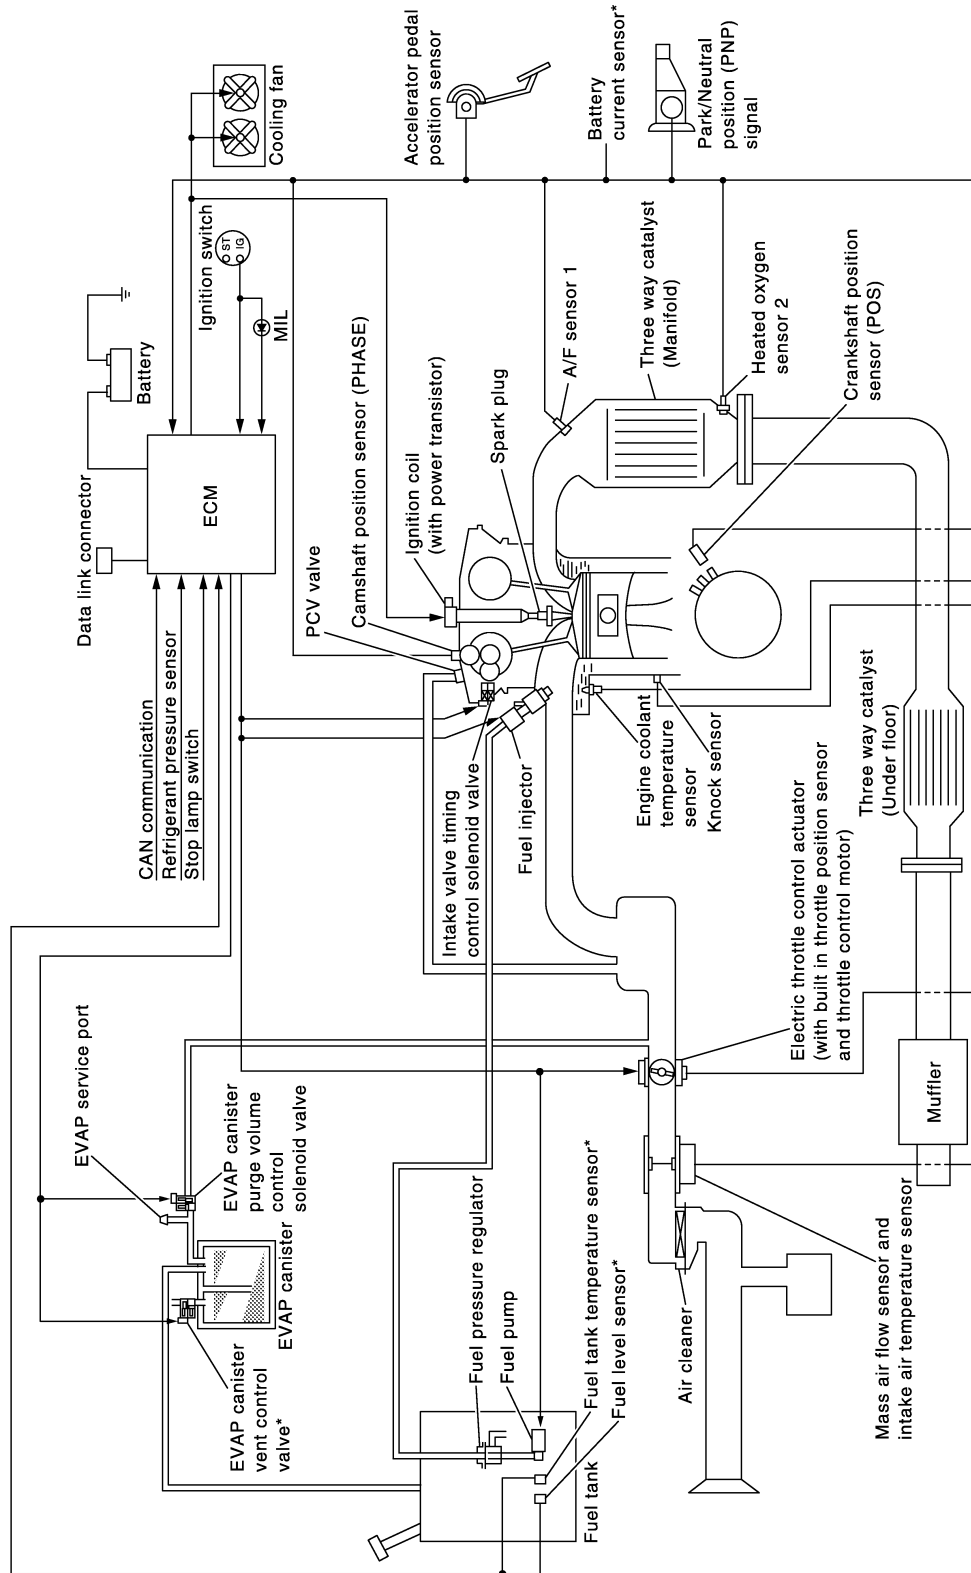 Cooling fan
Accelerator pedal
position sensor
Battery
current sensor*
Park/Neutral
position (PNP)
signal
Ignition switch
ST
IG
MIL
Battery
Data link connector
ECM
CAN communication
Refrigerant pressure sensor
Stop lamp switch
PCV valve
Camshaft position sensor (PHASE)
Ignition coil
(with power transistor)
Spark plug
A/F sensor 1
Three way catalyst
(Manifold)
Heated oxygen
sensor 2
Crankshaft position
sensor (POS)
Intake valve timing
control solenoid valve
Fuel injector
Engine coolant
temperature
sensor
Knock sensor
Three way catalyst
(Under floor)
Electric throttle control actuator
(with built in throttle position sensor
and throttle control motor)
Muffler
EVAP service port
EVAP canister
purge volume
control
solenoid valve
EVAP canister
EVAP canister
vent control
valve*
Fuel pressure regulator
Fuel pump
Fuel tank temperature sensor*
Fuel level sensor*
Fuel tank
Air cleaner
Mass air flow sensor and
intake air temperature sensor